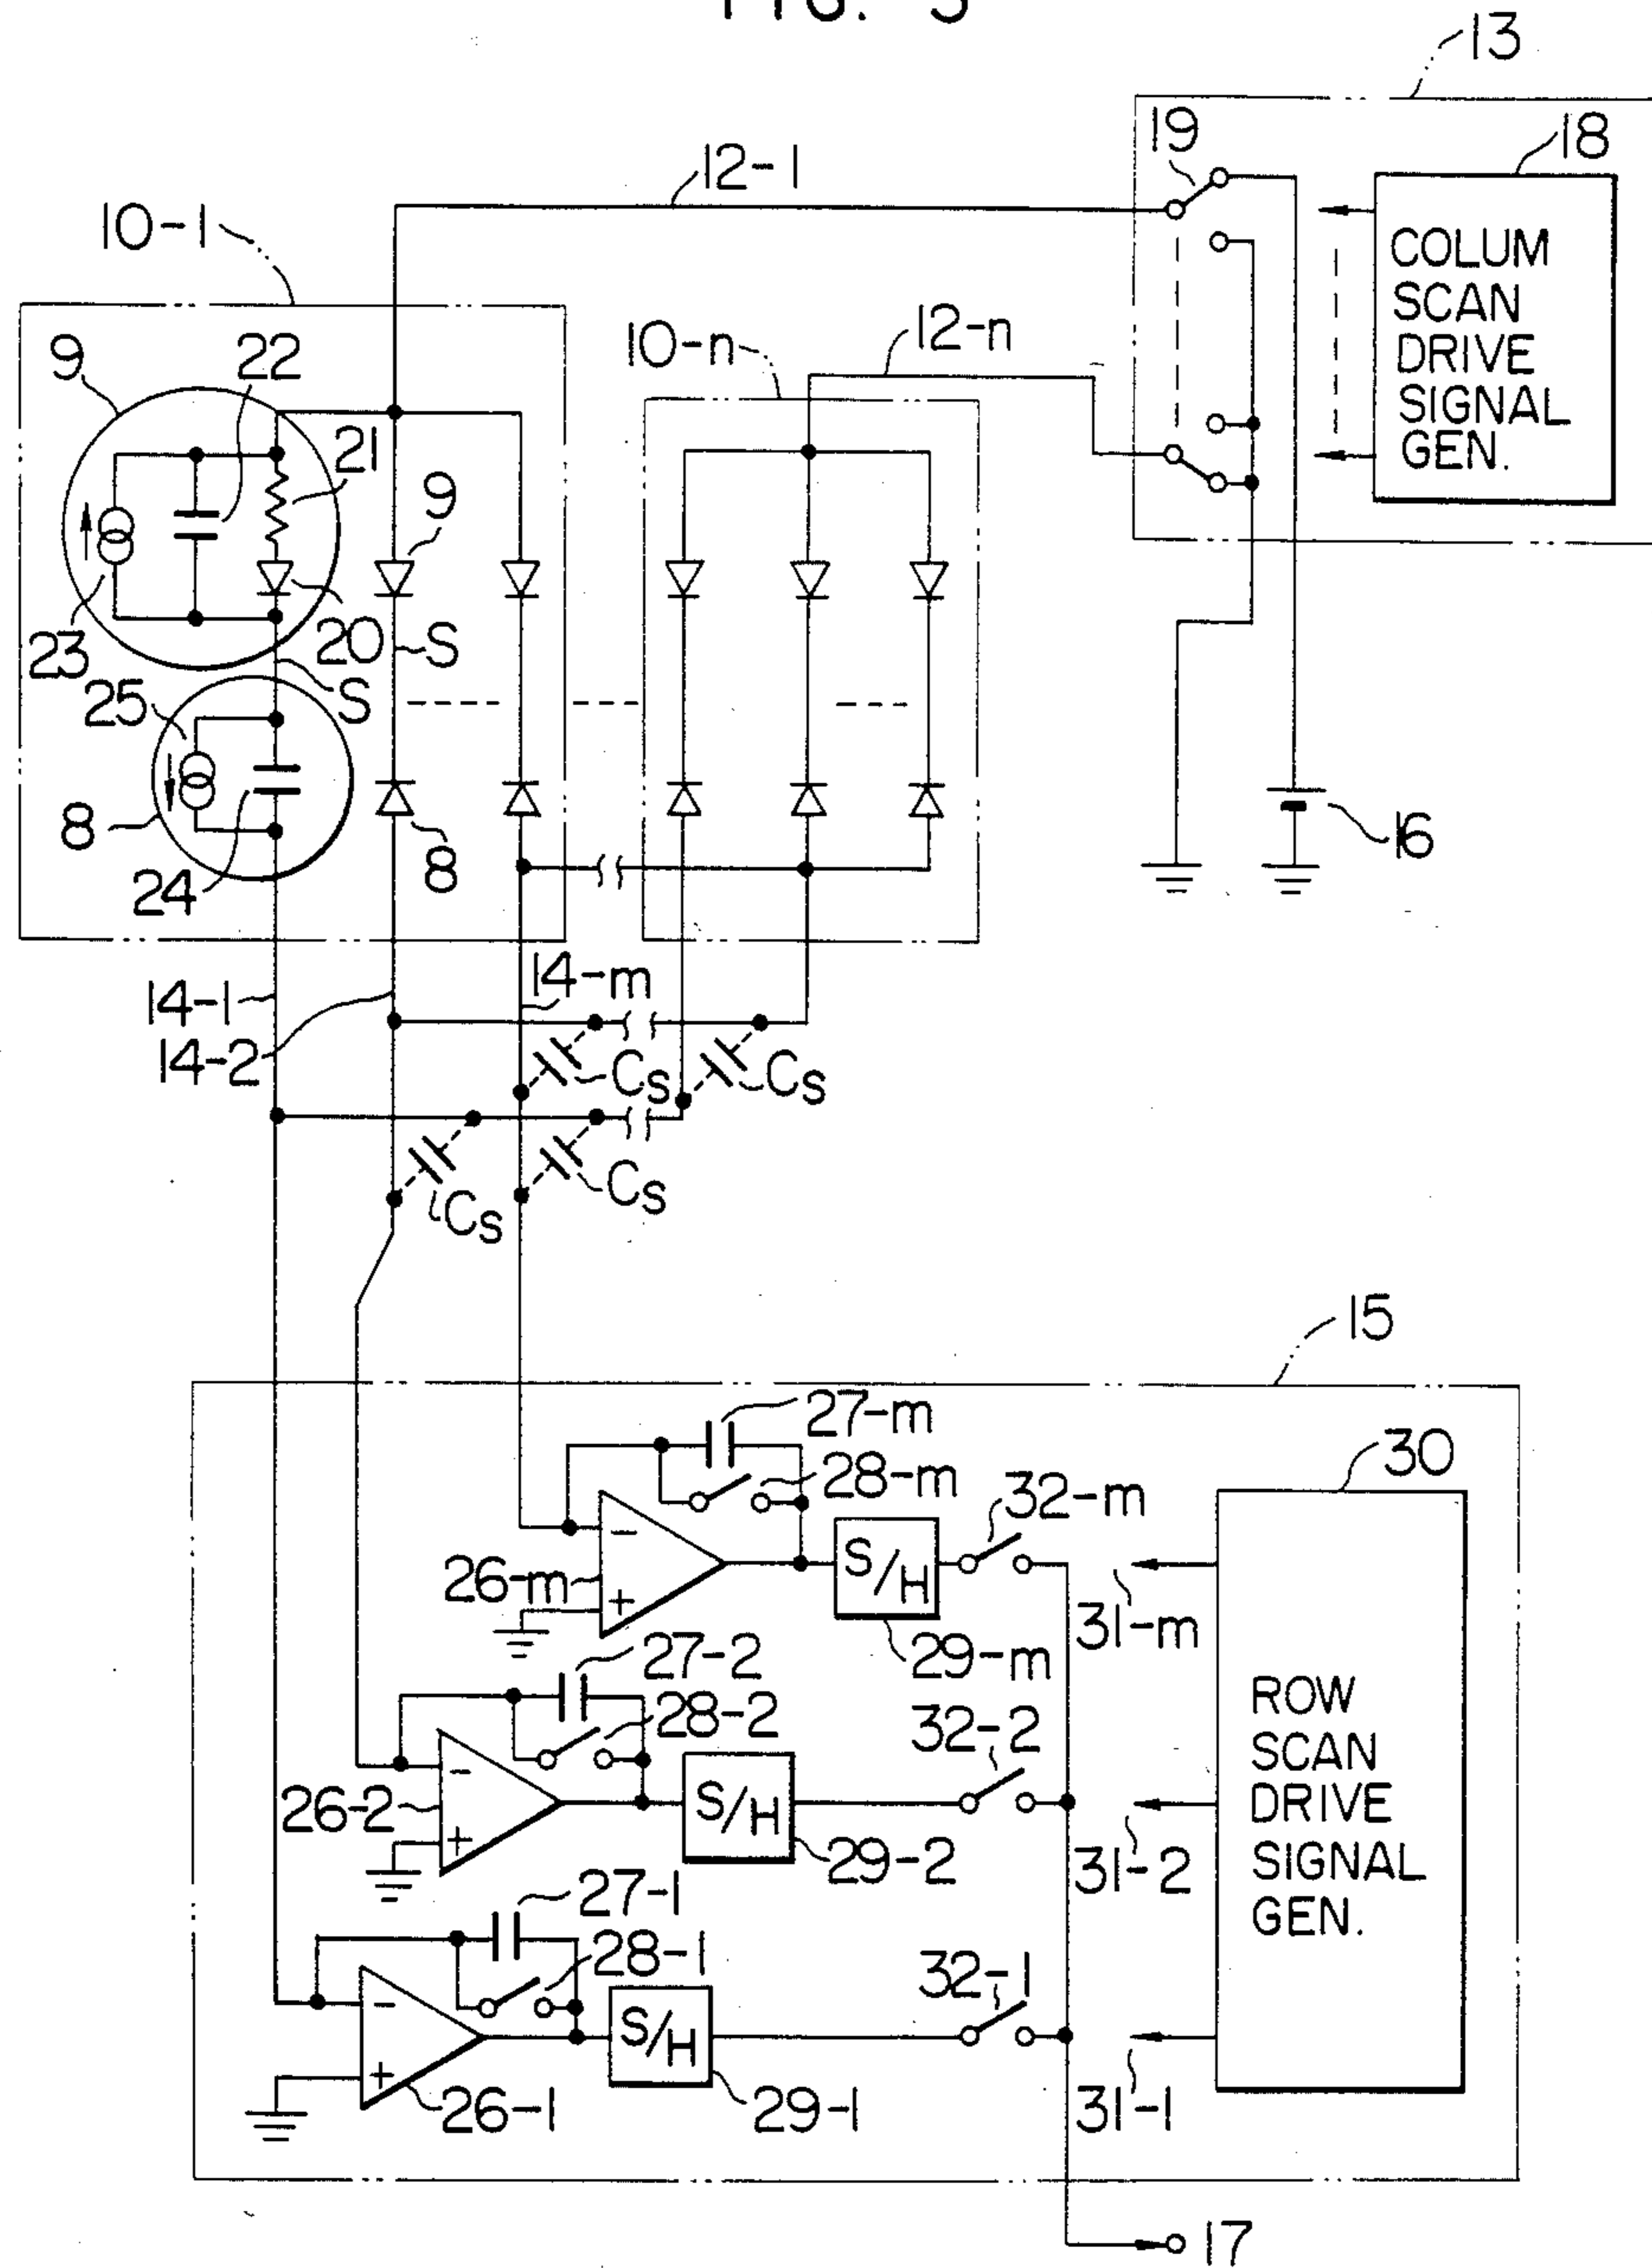 FIG. 3
13
19
18
12-1
COLUM
SCAN
DRIVE
SIGNAL
GEN.
10-1
10-n
12-n
9
22
21
9
23
20
S
S
25
8
24
8
16
14-1
14-2
14-m
Cs
Cs
Cs
Cs
15
27-m
28-m
32-m
30
26-m
-
+
S/H
29-m
31-m
27-2
28-2
32-2
26-2
-
+
S/H
29-2
31-2
ROW
SCAN
DRIVE
SIGNAL
GEN.
27-1
28-1
32-1
-
+
S/H
26-1
29-1
31-1
17